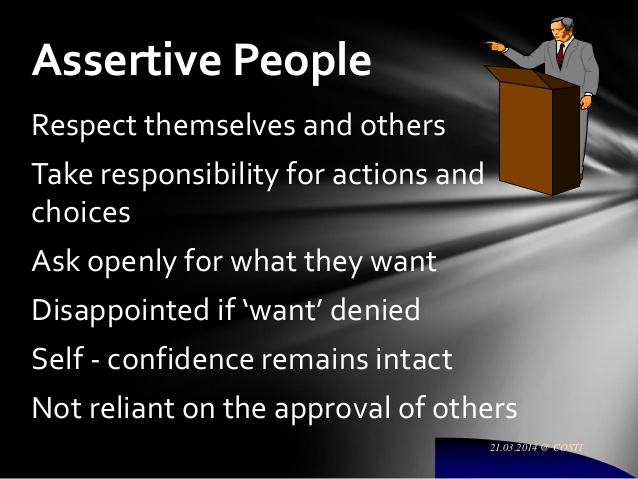 Assertive People
Respect themselves and others
Take responsibility for actions and
choices
Ask openly for what they want
Disappointed if ‘want’ denied
Self - confidence remains intact
Not reliant on the approval of others
21.03.2014 @ COSTI